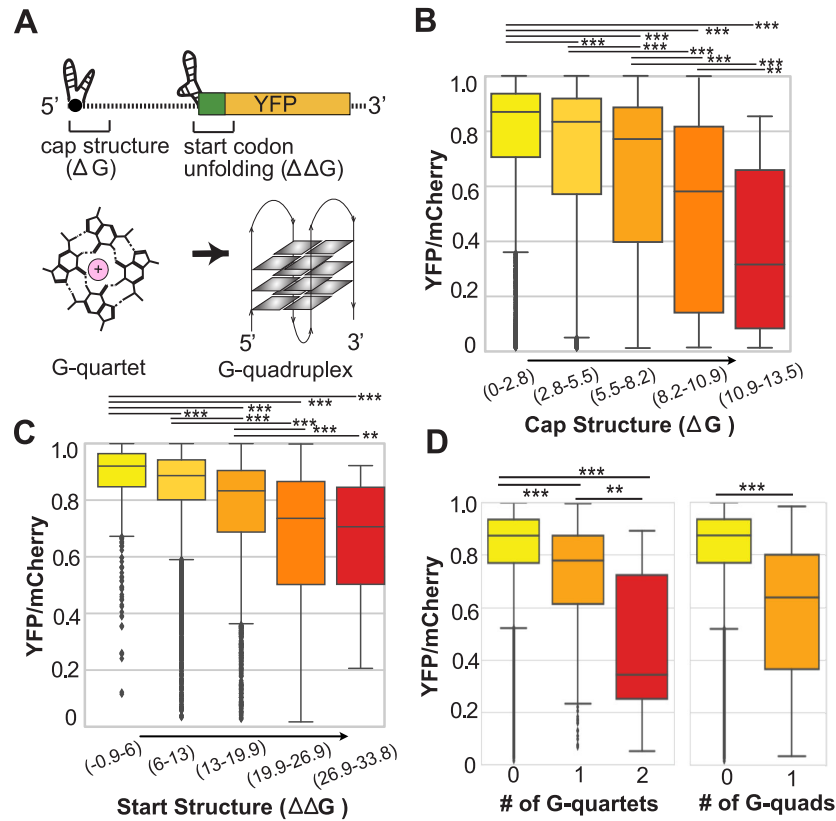 A
5’
YFP
3’
cap structure
(Δ G)
start codon
unfolding (ΔΔG)
+
5’
3’
G-quartet
G-quadruplex
B
***
***
***
***
***
***
***
***
**
YFP/mCherry
1.0
0.8
0.6
0.4
0.2
0
(0-2.8)
(2.8-5.5)
(5.5-8.2)
(8.2-10.9)
(10.9-13.5)
Cap Structure (Δ G )
C
***
***
***
***
***
***
***
**
YFP/mCherry
1.0
0.8
0.6
0.4
0.2
0
(-0.9-6)
(6-13)
(13-19.9)
(19.9-26.9)
(26.9-33.8)
Start Structure (ΔΔG )
D
***
***
**
***
YFP/mCherry
1.0
0.8
0.6
0.4
0.2
0
0 1 2
# of G-quartets
0 1
# of G-quads